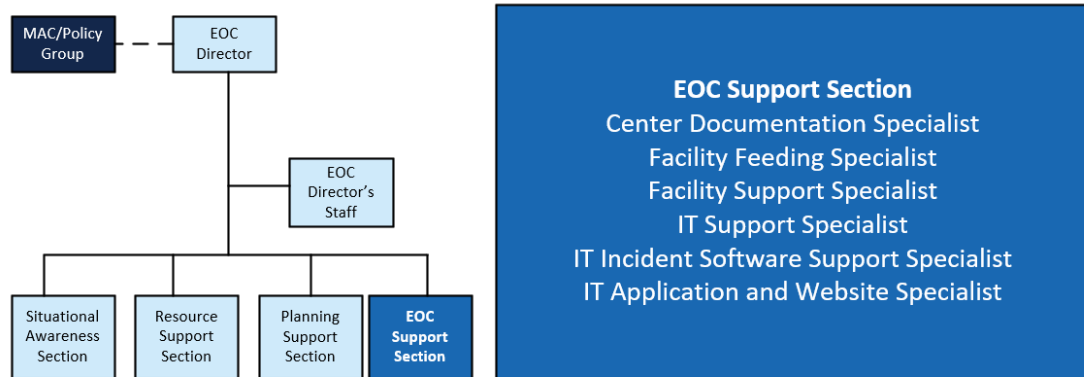 MAC/Policy
Group
EOC
Director
EOC
Director's
Staff
Situational
Awareness
Section
Resource
Support
Section
Planning
Support
Section
EOC
Support
Section
EOC Support Section
Center Documentation Specialist
Facility Feeding Specialist
Facility Support Specialist
IT Support Specialist
IT Incident Software Support Specialist
IT Application and Website Specialist